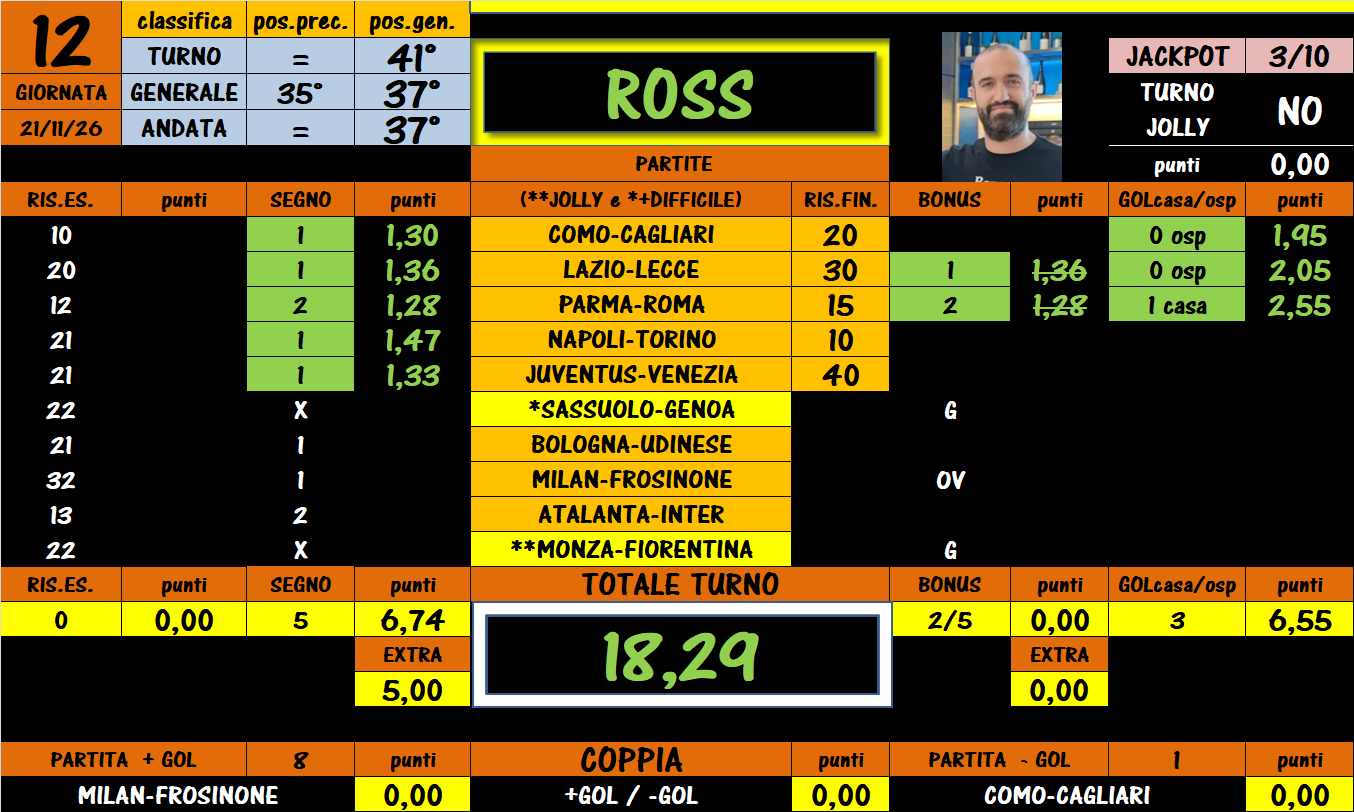 12 classifica pos.prec. pos.gen.
TURNO = 41°
GIORNATA GENERALE 35° 37°
21/11/26 ANDATA = 37°
ROSS
JACKPOT 3/10
TURNO JOLLY NO
punti 0,00
PARTITE
RIS.ES. punti SEGNO punti (**JOLLY e *+DIFFICILE) RIS.FIN. BONUS punti GOLcasa/osp punti
10 1 1,30 COMO-CAGLIARI 20 0 osp 1,95
20 1 1,36 LAZIO-LECCE 30 1 1,36 0 osp 2,05
12 2 1,28 PARMA-ROMA 15 2 1,28 1 casa 2,55
21 1 1,47 NAPOLI-TORINO 10
21 1 1,33 JUVENTUS-VENEZIA 40
22 X *SASSUOLO-GENOA G
21 1 BOLOGNA-UDINESE
32 1 MILAN-FROSINONE OV
13 2 ATALANTA-INTER
22 X **MONZA-FIORENTINA G
RIS.ES. punti SEGNO punti TOTALE TURNO BONUS punti GOLcasa/osp punti
0 0,00 5 6,74 18,29 2/5 0,00 3 6,55
EXTRA EXTRA
5,00 0,00
PARTITA + GOL 8 punti COPPIA punti PARTITA - GOL 1 punti
MILAN-FROSINONE 0,00 +GOL / -GOL 0,00 COMO-CAGLIARI 0,00